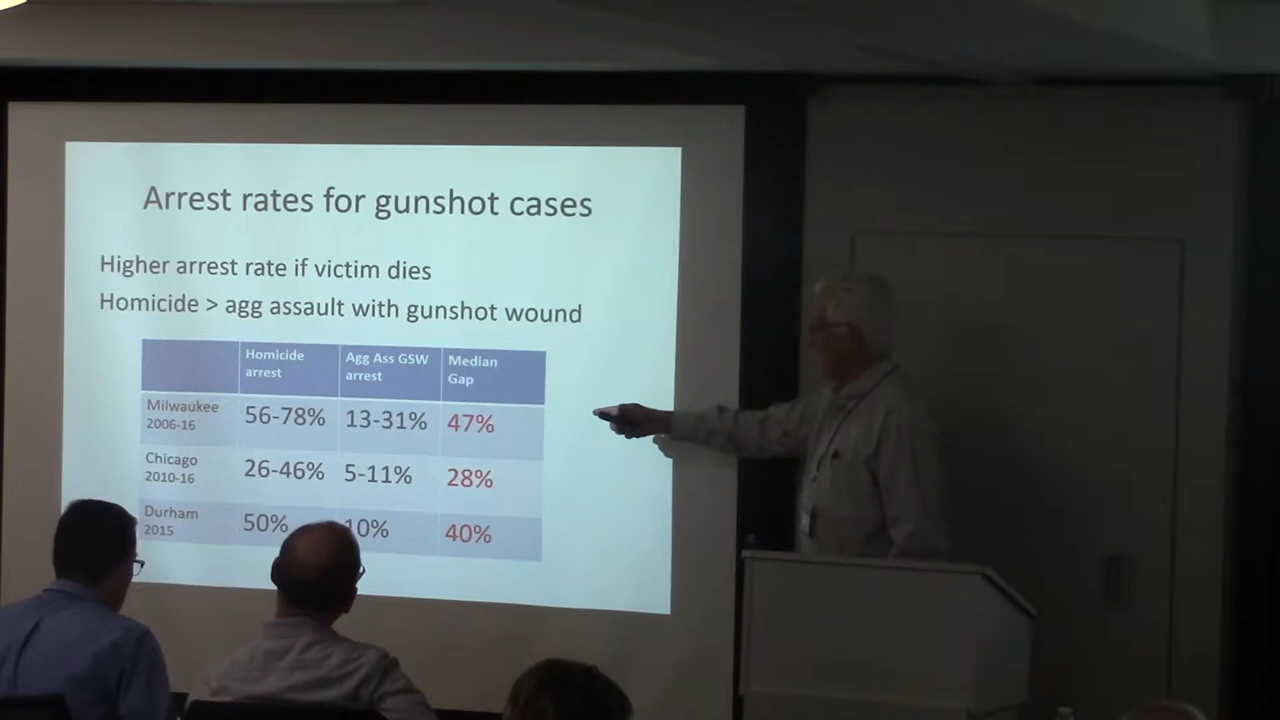 Arrest rates for gunshot cases
Higher arrest rate if victim dies
Homicide > agg assault with gunshot wound
Homicide arrest
Agg Ass GSW arrest
Median Gap
Milwaukee 2006-16
56-78%
13-31%
47%
Chicago 2010-16
26-46%
5-11%
28%
Durham 2015
50%
10%
40%